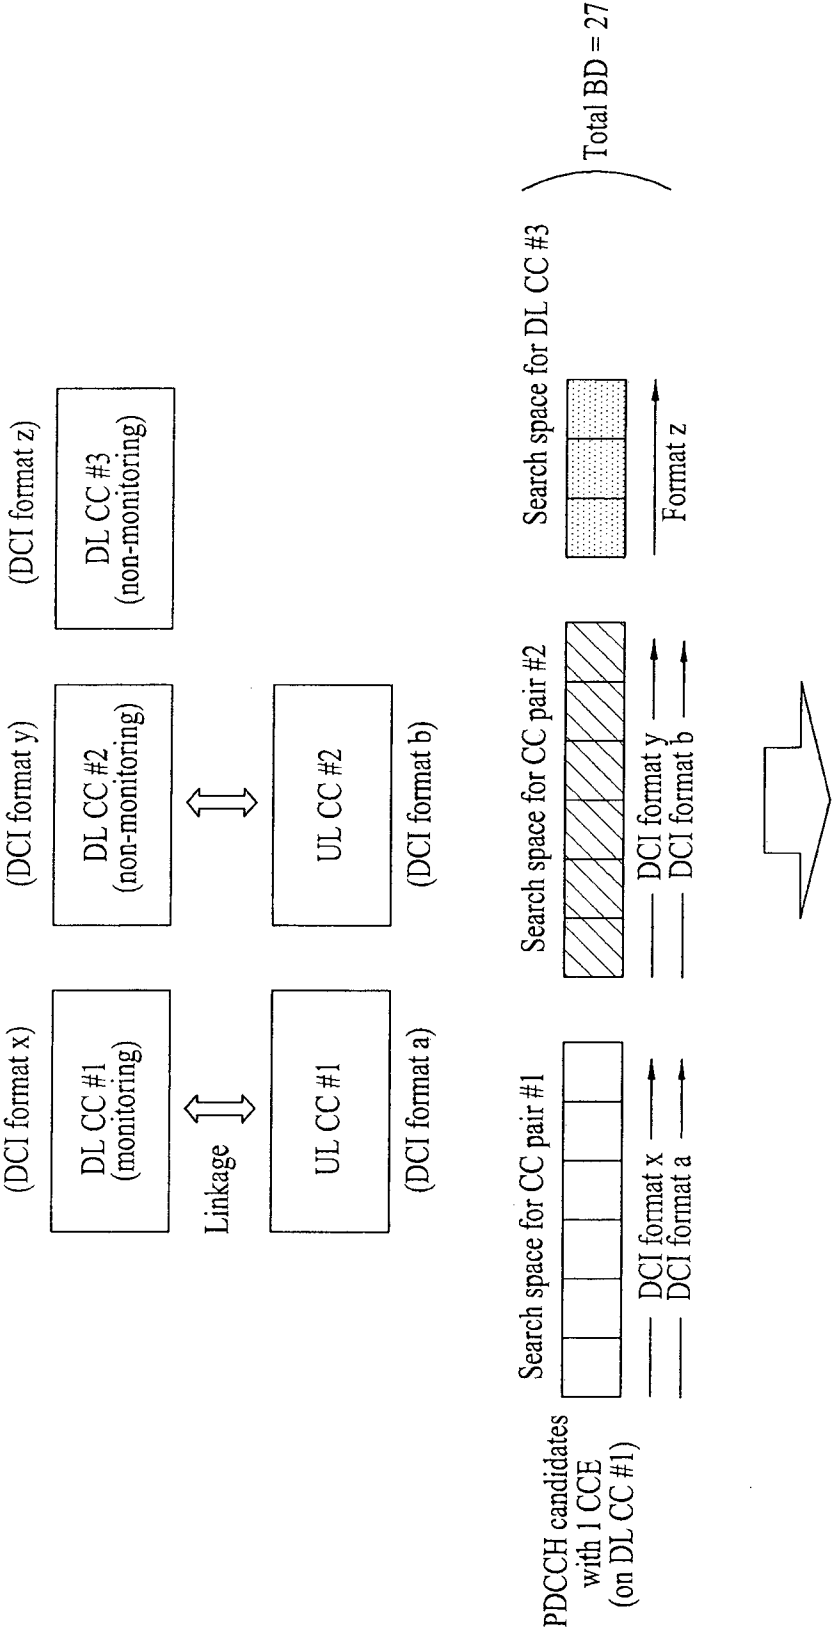 (DCI format x)
DL CC #1
(monitoring)
Linkage
UL CC #1
(DCI format a)
(DCI format y)
DL CC #2
(non-monitoring)
UL CC #2
(DCI format b)
(DCI format z)
DL CC #3
(non-monitoring)
PDCCH candidates
with 1 CCE
(on DL CC #1)
Search space for CC pair #1
DCI format x
DCI format a
Search space for CC pair #2
DCI format y
DCI format b
Search space for DL CC #3
Format z
Total BD = 27